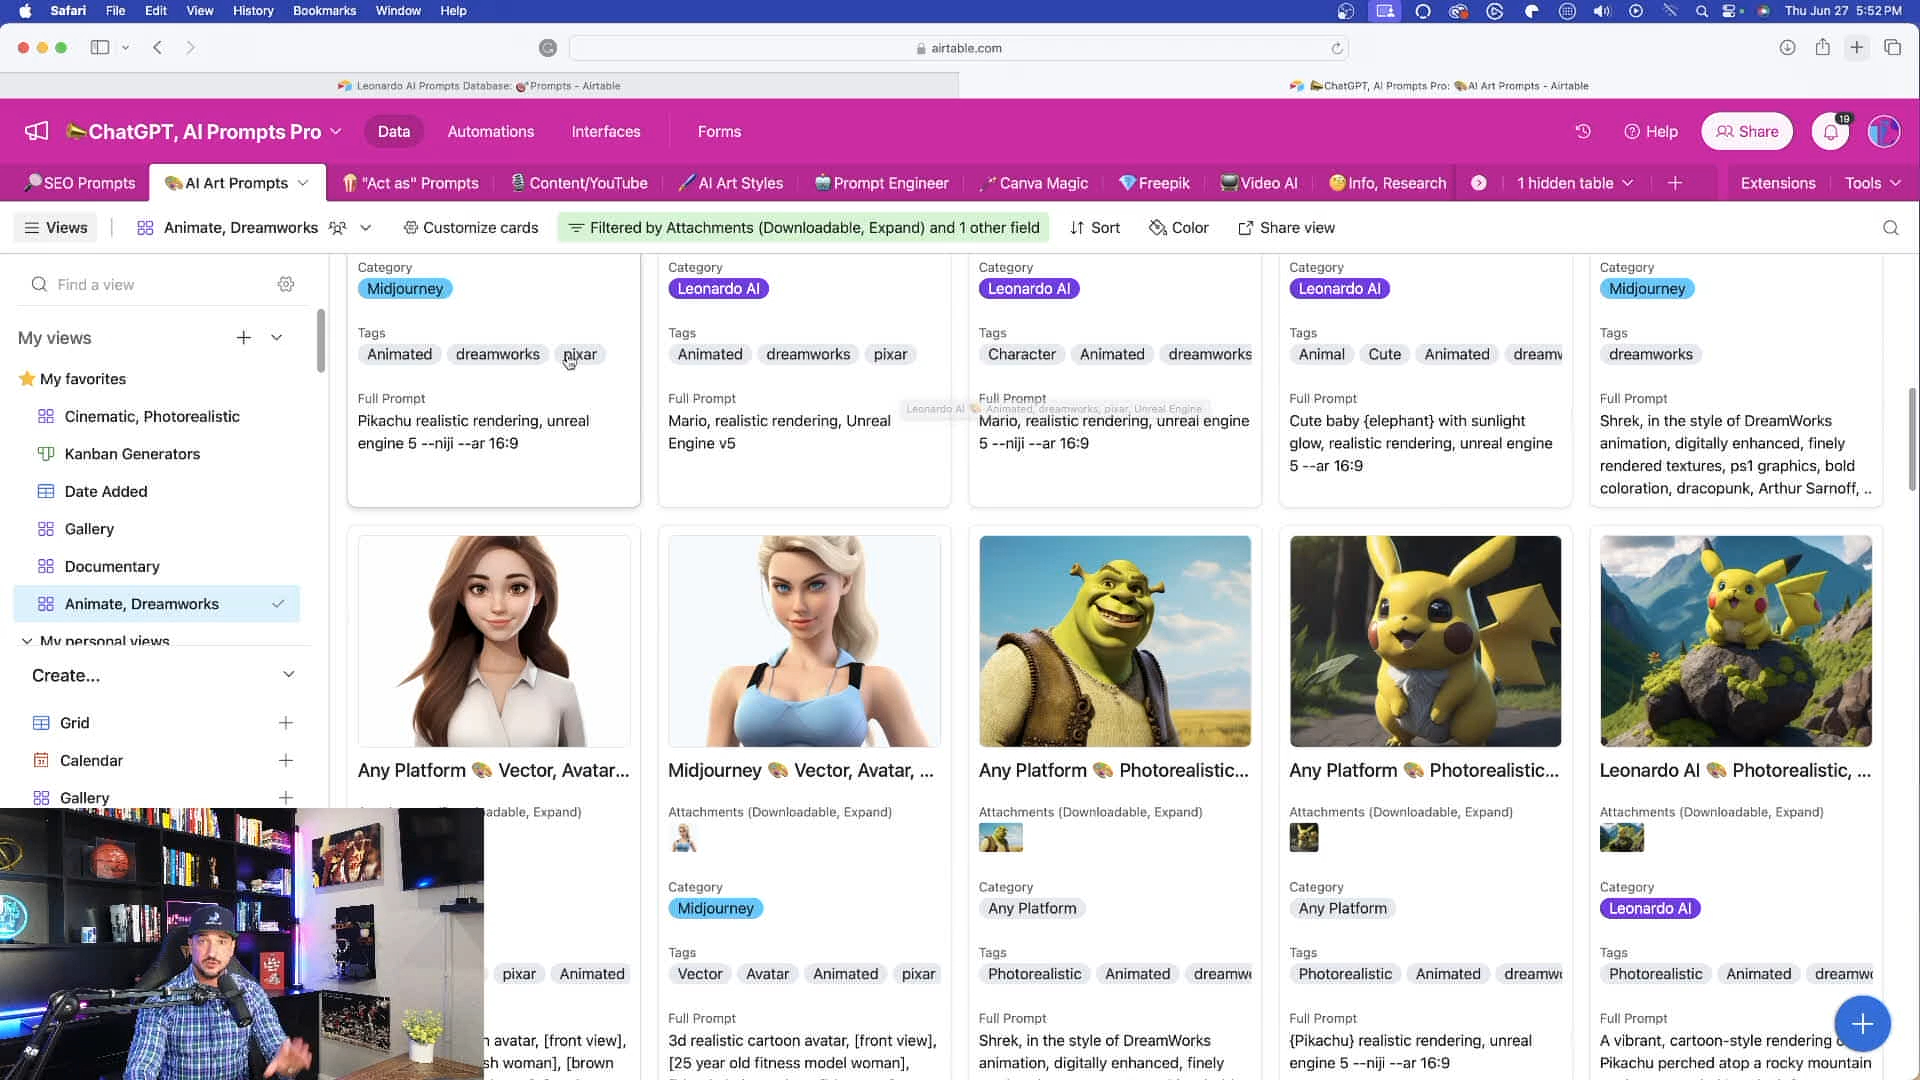 Safari File Edit View History Bookmarks Window Help
Thu Jun 27 5:52 PM
airtable.com
Leonardo AI Prompts Database: Prompts - Airtable
ChatGPT, AI Prompts Pro: AI Art Prompts - Airtable
ChatGPT, AI Prompts Pro Data Automations Interfaces Forms Help Share 19
SEO Prompts AI Art Prompts "Act as" Prompts Content/YouTube AI Art Styles Prompt Engineer Canva Magic Freepik Video AI Info, Research 1 hidden table Extensions Tools
Views Animate, Dreamworks Customize cards Filtered by Attachments (Downloadable, Expand) and 1 other field Sort Color Share view
Find a view
My views
My favorites
Cinematic, Photorealistic
Kanban Generators
Date Added
Gallery
Documentary
Animate, Dreamworks
My personal views
Create...
Grid
Calendar
Gallery
Category Category Category Category Category
Midjourney Leonardo AI Leonardo AI Leonardo AI Midjourney
Tags Tags Tags Tags Tags
Animated dreamworks pixar Animated dreamworks pixar Character Animated dreamworks Animal Cute Animated dreamw dreamworks
Full Prompt Full Prompt Full Prompt Full Prompt Full Prompt
Leonardo AI Animated, dreamworks, pixar, Unreal Engine
Pikachu realistic rendering, unreal Mario, realistic rendering, Unreal Mario, realistic rendering, unreal engine Cute baby {elephant} with sunlight Shrek, in the style of DreamWorks
engine 5 --niji --ar 16:9 Engine v5 5 --niji --ar 16:9 glow, realistic rendering, unreal engine animation, digitally enhanced, finely
5 --ar 16:9 rendered textures, ps1 graphics, bold
coloration, dracopunk, Arthur Sarnoff, ..
Any Platform Vector, Avatar... Midjourney Vector, Avatar, ... Any Platform Photorealistic... Any Platform Photorealistic... Leonardo AI Photorealistic, ...
adable, Expand) Attachments (Downloadable, Expand) Attachments (Downloadable, Expand) Attachments (Downloadable, Expand) Attachments (Downloadable, Expand)
Category Category Category Category
Midjourney Any Platform Any Platform Leonardo AI
Tags Tags Tags Tags
pixar Animated Vector Avatar Animated pixar Photorealistic Animated dreamwo Photorealistic Animated dreamwo Photorealistic Animated dreamwo
Full Prompt Full Prompt Full Prompt Full Prompt
n avatar, [front view], 3d realistic cartoon avatar, [front view], Shrek, in the style of DreamWorks {Pikachu} realistic rendering, unreal A vibrant, cartoon-style rendering
sh woman], [brown [25 year old fitness model woman], animation, digitally enhanced, finely engine 5 --niji --ar 16:9 Pikachu perched atop a rocky mountain